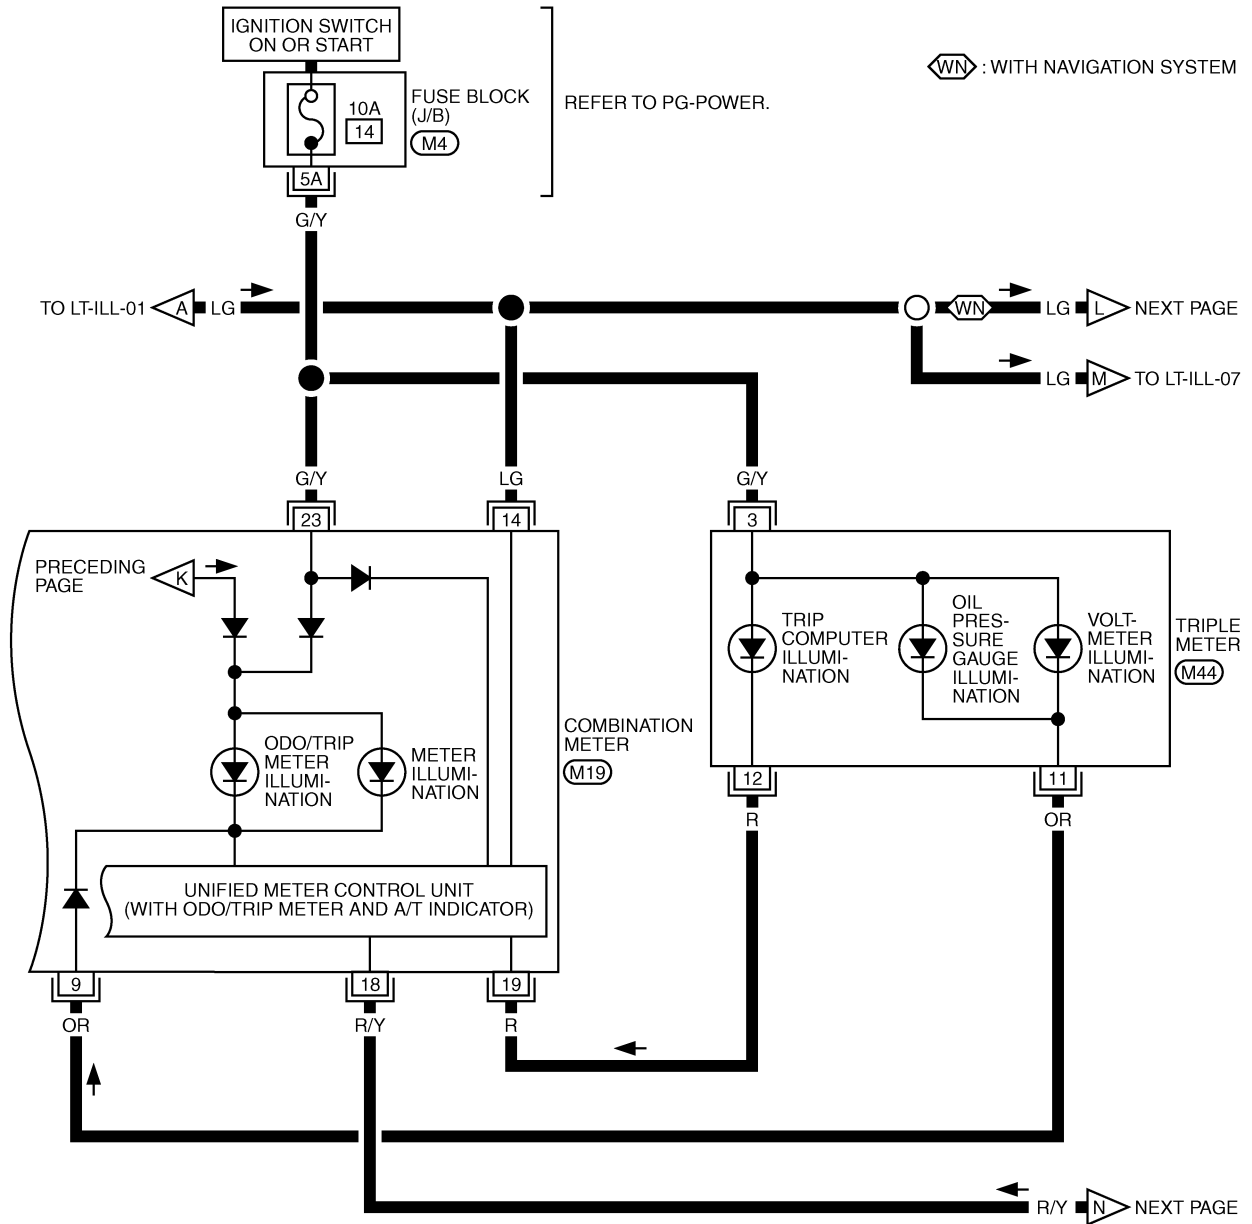 IGNITION SWITCH
ON OR START
10A
14
FUSE BLOCK
(J/B)
M4
REFER TO PG-POWER.
WN : WITH NAVIGATION SYSTEM
5A
G/Y
TO LT-ILL-01
A
LG
WN
LG
L
NEXT PAGE
LG
M
TO LT-ILL-07
G/Y
LG
G/Y
23
14
3
PRECEDING
PAGE
K
TRIP
COMPUTER
ILLUMI-
NATION
OIL
PRES-
SURE
GAUGE
ILLUMI-
NATION
VOLT-
METER
ILLUMI-
NATION
TRIPLE
METER
M44
ODO/TRIP
METER
ILLUMI-
NATION
METER
ILLUMI-
NATION
COMBINATION
METER
M19
12
11
R
OR
UNIFIED METER CONTROL UNIT
(WITH ODO/TRIP METER AND A/T INDICATOR)
9
18
19
OR
R/Y
R
R/Y
N
NEXT PAGE